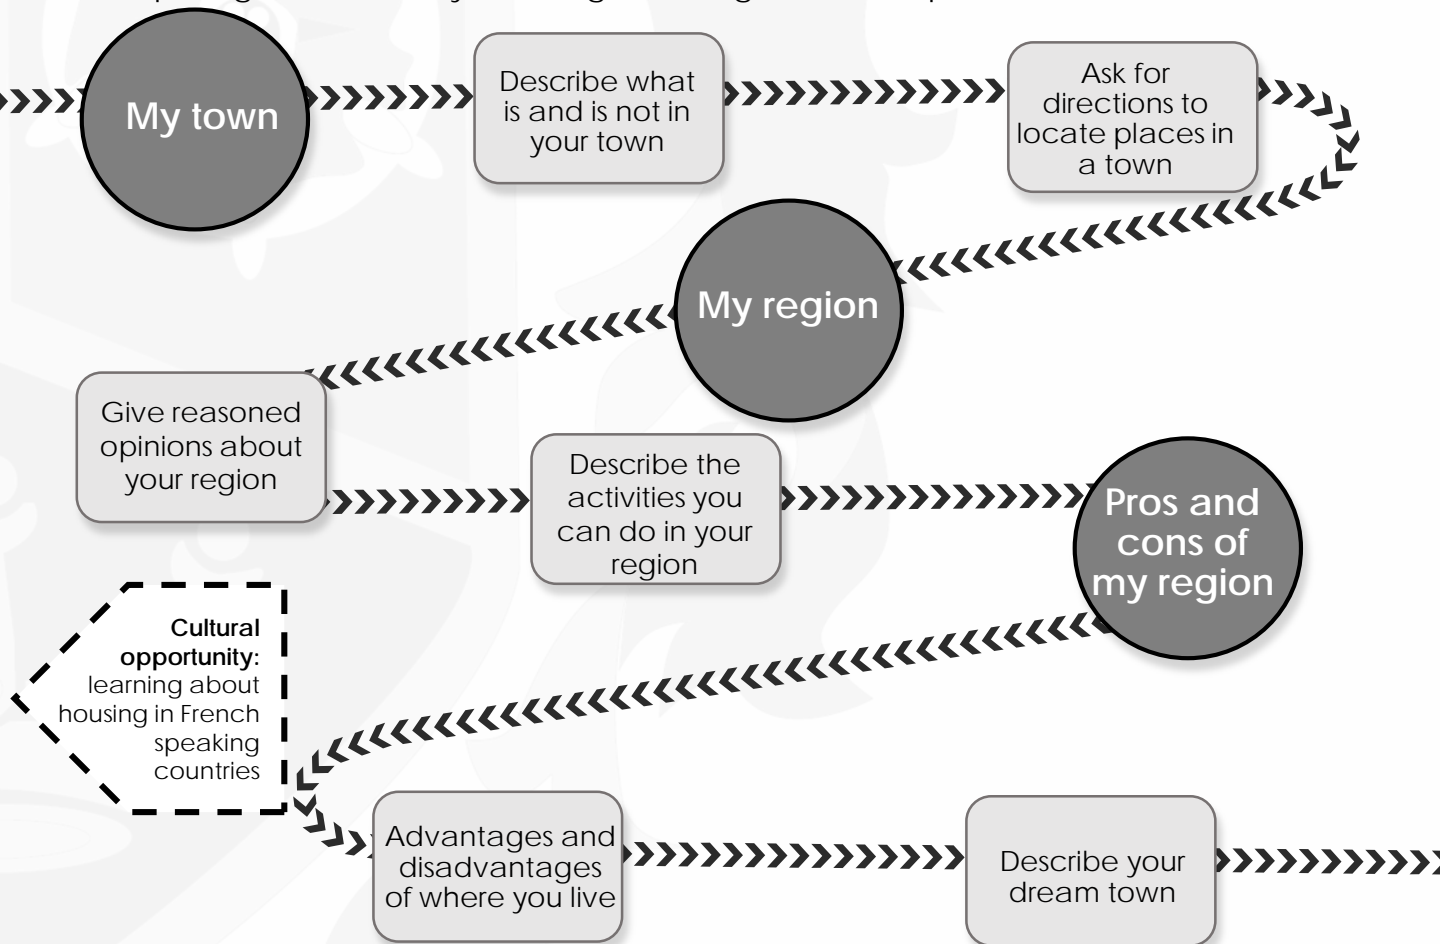 My town
Describe what
is and is not in
your town
Ask for
directions to
locate places in
a town
My region
Give reasoned
opinions about
your region
Describe the
activities you
can do in your
region
Pros and
cons of
my region
Cultural
opportunity:
learning about
housing in French
speaking
countries
Advantages and
disadvantages
of where you live
Describe your
dream town